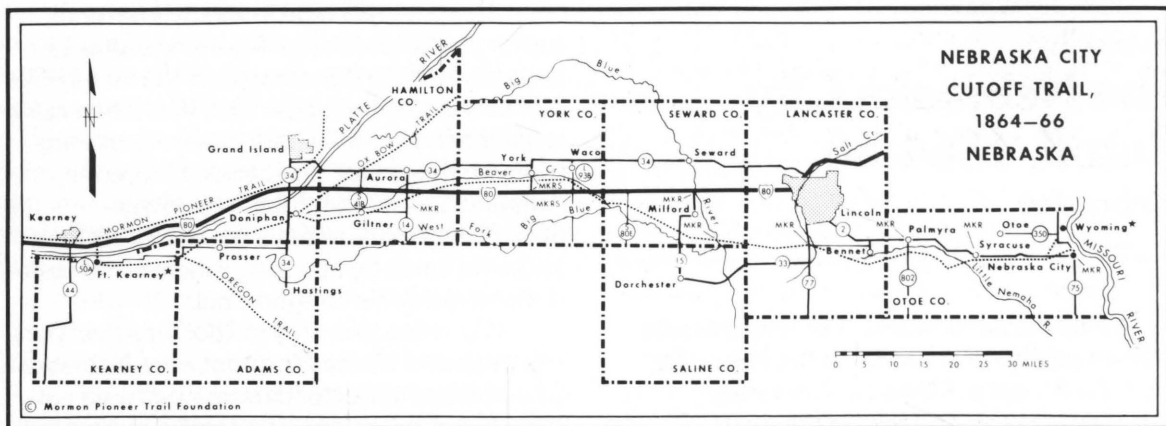 NEBRASKA CITY
CUTOFF TRAIL,
1864–66
NEBRASKA
PLATTE RIVER
HAMILTON
CO.
OX BOW TRAIL
Big Blue
YORK CO.
SEWARD CO.
LANCASTER CO.
Salt Cr.
Grand Island
York
Waco
Seward
34
34
Aurora
34
Beaver Cr.
L
93B
MORMON PIONEER TRAIL
80
80
80
Kearney
Doniphan
S
41B
Giltner
MKR
14
West Fork Big Blue
MKRS
MKRS
80E
Milford
River
MKR
MKR
Lincoln
2
Palmyra
MKR
Otoe
350
Wyoming*
L
50A
Ft. Kearney*
Prosser
34
Hastings
OREGON TRAIL
15
Dorchester
33
77
Bennet
802
Syracuse
Nebraska City
MKR
75
MISSOURI RIVER
44
OTOE CO.
Little Nemaha R.
0 5 10 15 20 25 30 MILES
KEARNEY CO.
ADAMS CO.
SALINE CO.
© Mormon Pioneer Trail Foundation